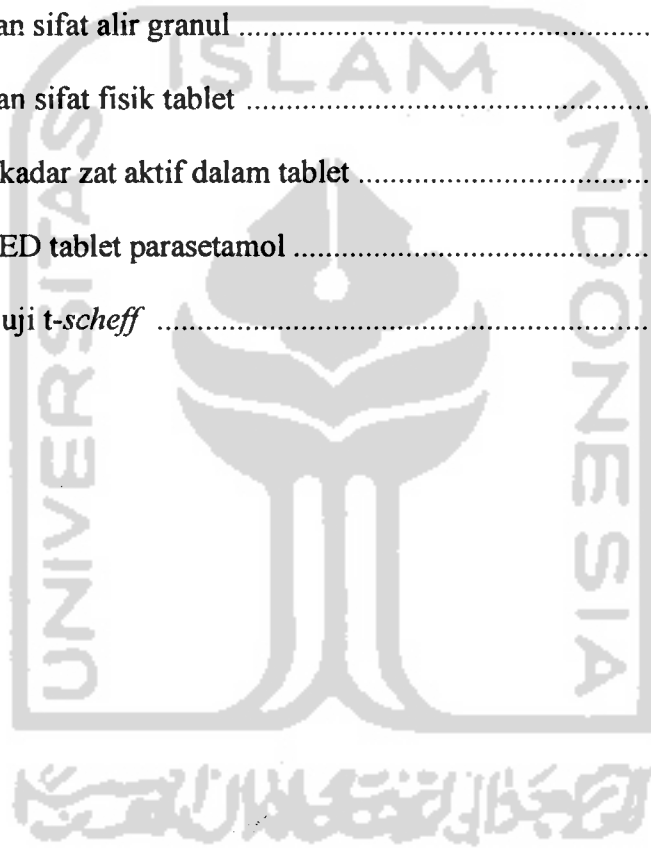 an sifat alir granul ......................................................
an sifat fisik tablet .....................................................
kadar zat aktif dalam tablet ......................................
ED tablet parasetamol ..............................................
uji t-scheff ...............................................................
ISLAM
UNIVERSITAS
INDONESIA